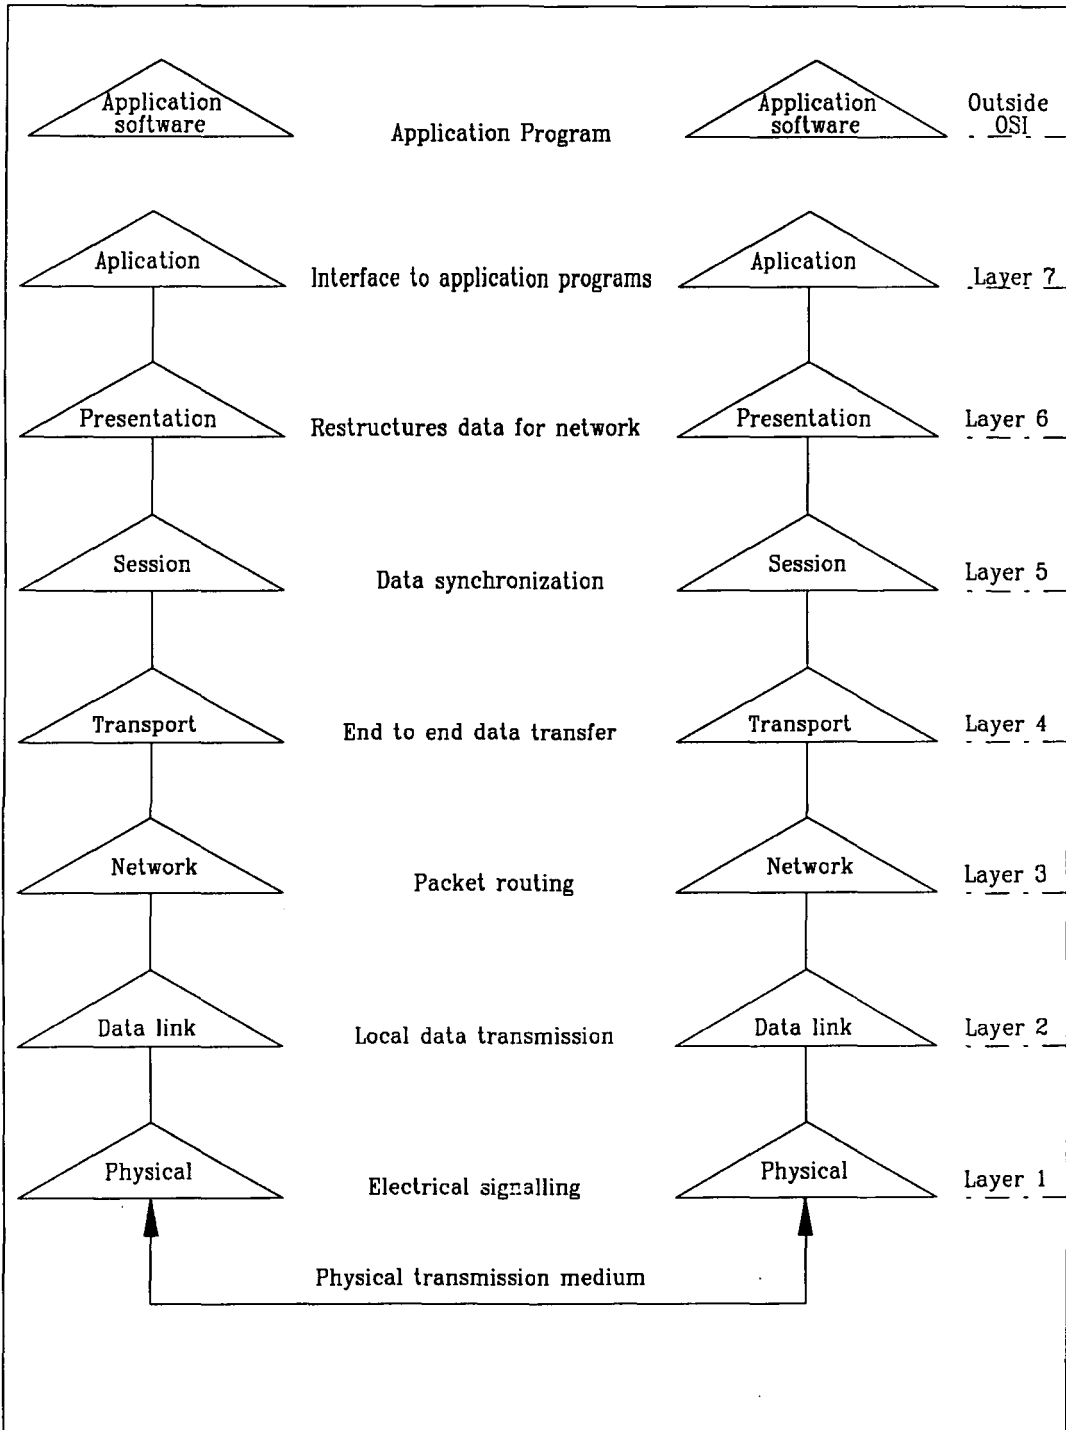 Application
software
Application Program
Application
software
Outside
OSI
Aplication
Interface to application programs
Aplication
Layer 7
Presentation
Restructures data for network
Presentation
Layer 6
Session
Data synchronization
Session
Layer 5
Transport
End to end data transfer
Transport
Layer 4
Network
Packet routing
Network
Layer 3
Data link
Local data transmission
Data link
Layer 2
Physical
Electrical signalling
Physical
Layer 1
Physical transmission medium